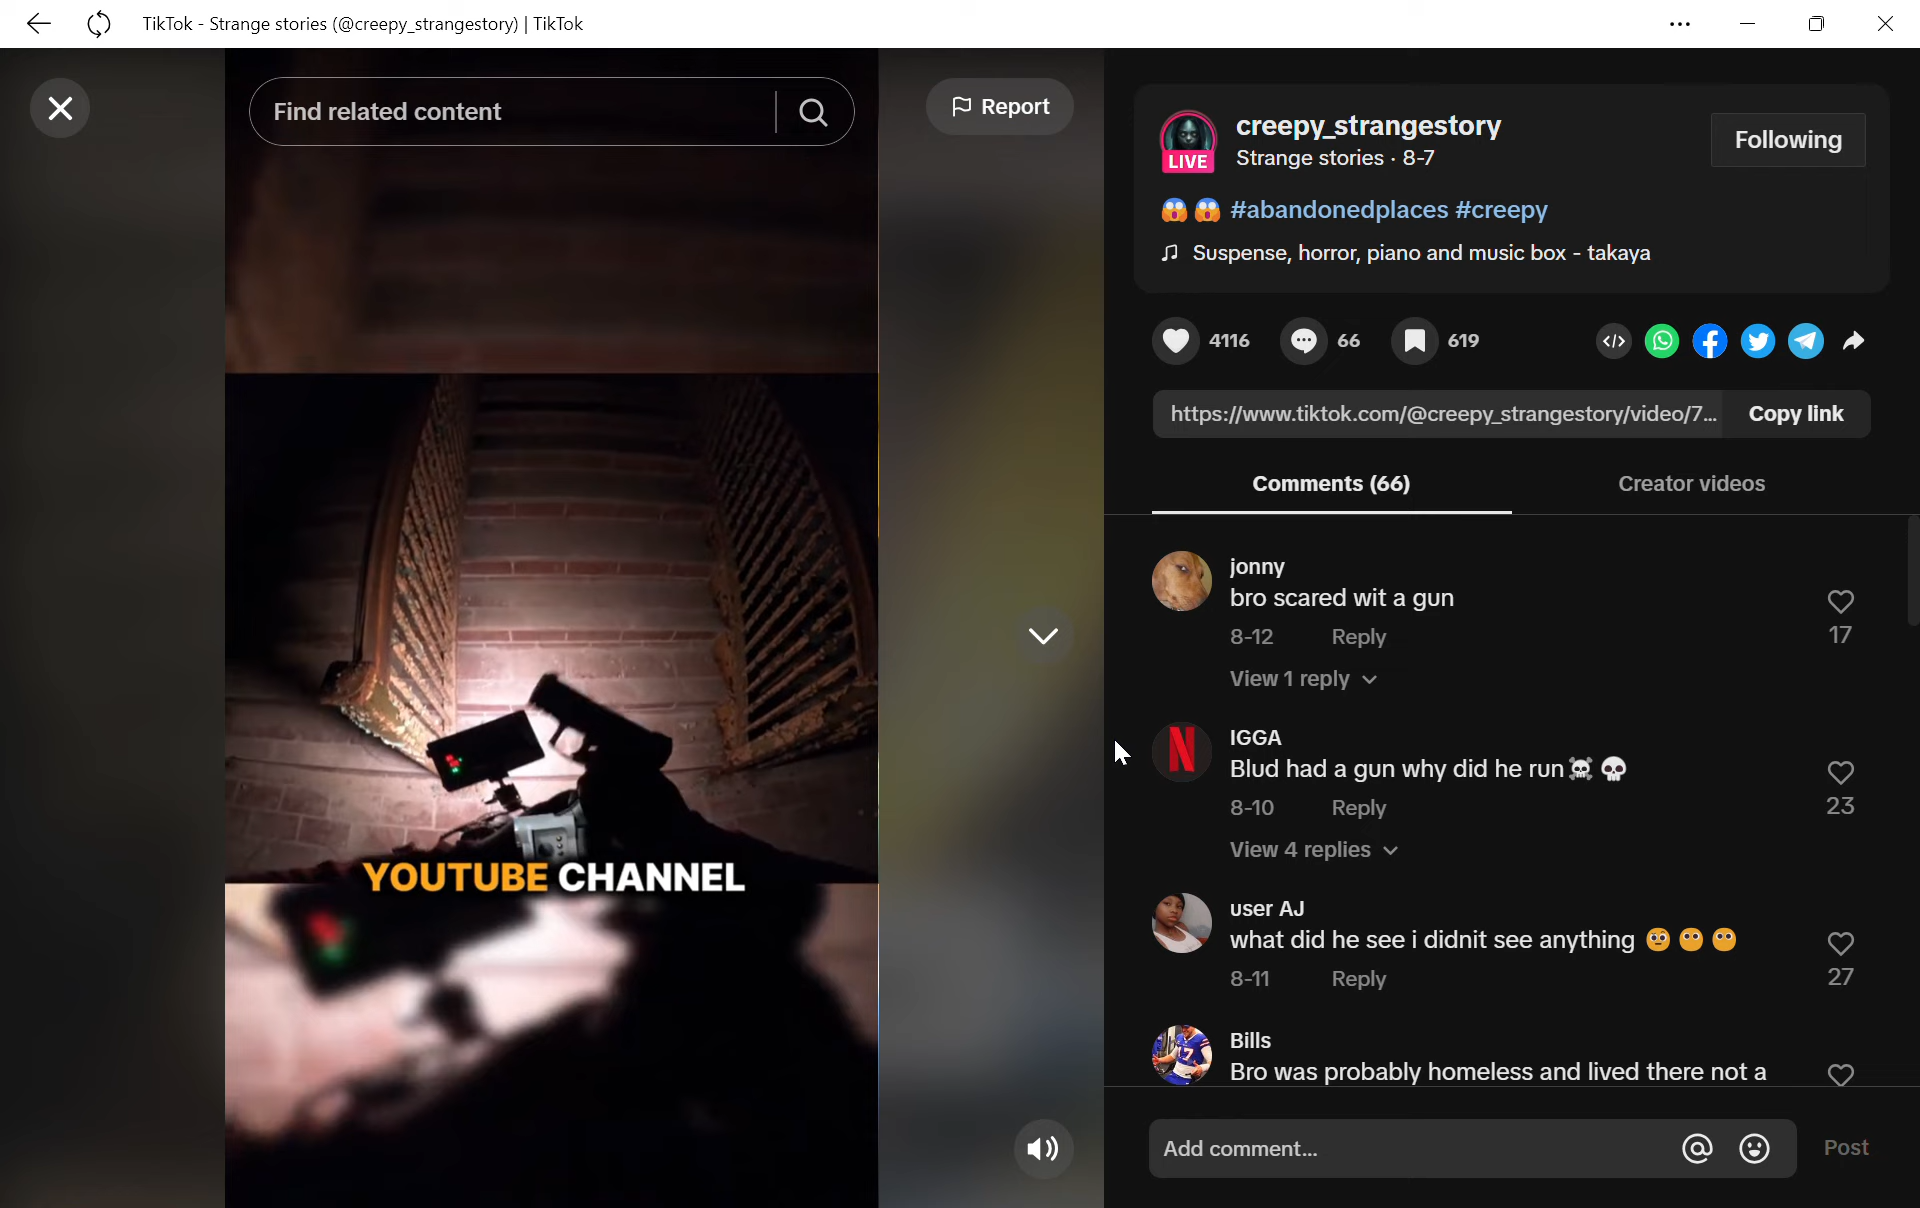 TikTok - Strange stories (@creepy_strangestory) | TikTok
Find related content
Report
YOUTUBE CHANNEL
LIVE
creepy_strangestory
Strange stories · 8-7
Following
😱😱 #abandonedplaces #creepy
Suspense, horror, piano and music box - takaya
4116
66
619
https://www.tiktok.com/@creepy_strangestory/video/7...
Copy link
Comments (66)
Creator videos
jonny
bro scared wit a gun
8-12 Reply
17
View 1 reply
IGGA
Blud had a gun why did he run☠️💀
8-10 Reply
23
View 4 replies
user AJ
what did he see i didnit see anything 🥺😶😶
8-11 Reply
27
Bills
Bro was probably homeless and lived there not a
Add comment...
Post